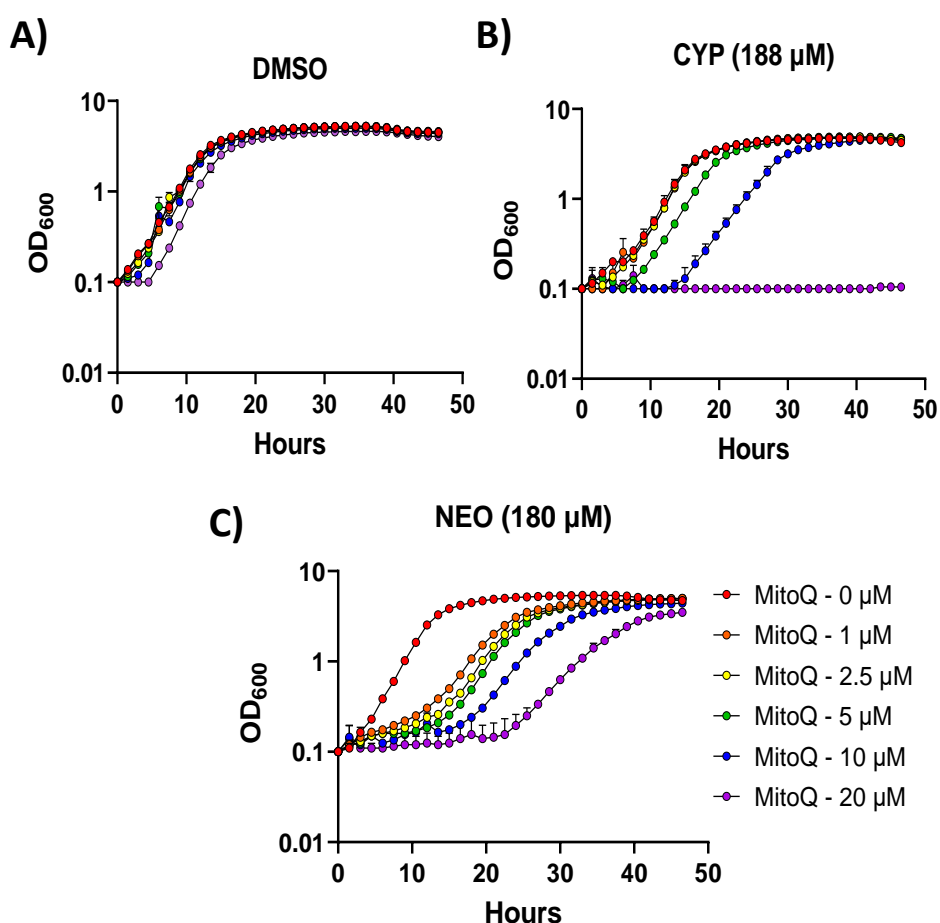 A)
DMSO
OD600
10
1
0.1
0.01
0 10 20 30 40 50
Hours
B)
CYP (188 µM)
OD600
10
1
0.1
0.01
0 10 20 30 40 50
Hours
C)
NEO (180 µM)
OD600
10
1
0.1
0.01
0 10 20 30 40 50
Hours
MitoQ - 0 µM
MitoQ - 1 µM
MitoQ - 2.5 µM
MitoQ - 5 µM
MitoQ - 10 µM
MitoQ - 20 µM